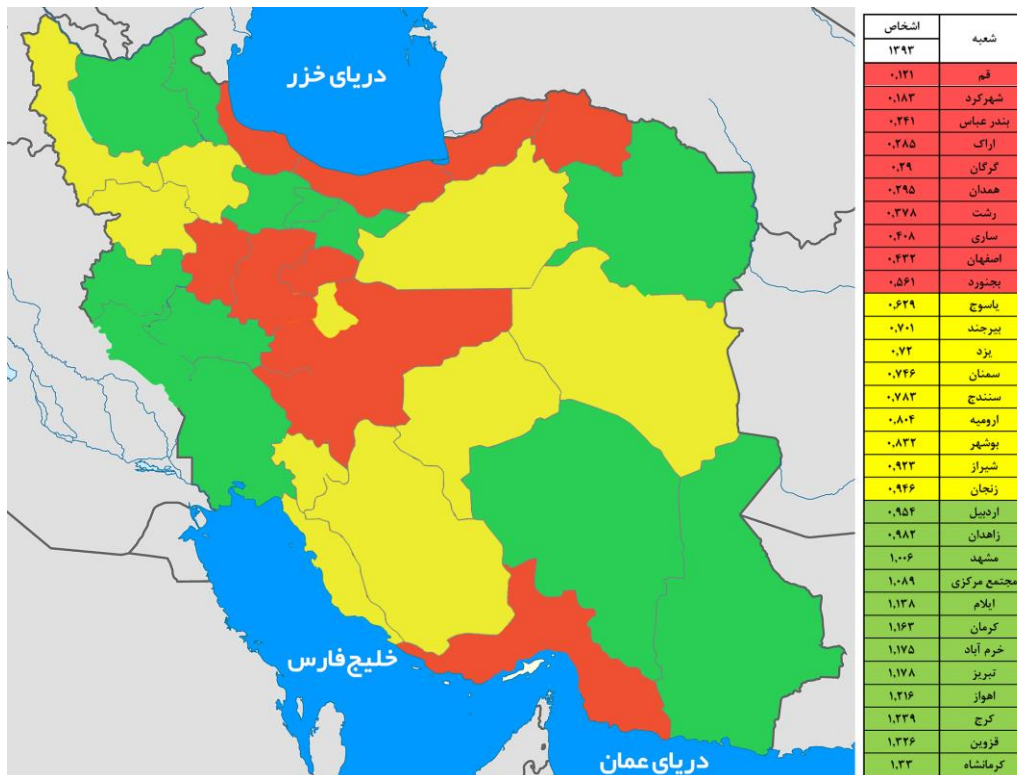 دریای خزر
خلیج فارس
دریای عمان
شعبه اشخاص
۱۳۹۳
قم ۰,۱۲۱
شهرکرد ۰,۱۸۳
بندر عباس ۰,۲۴۱
اراک ۰,۲۸۵
گرگان ۰,۲۹
همدان ۰,۲۹۵
رشت ۰,۳۷۸
ساری ۰,۴۰۸
اصفهان ۰,۴۳۲
بجنورد ۰,۵۶۱
یاسوج ۰,۶۲۹
بیرجند ۰,۷۰۱
یزد ۰,۷۲
سمنان ۰,۷۴۶
سنندج ۰,۷۸۳
ارومیه ۰,۸۰۴
بوشهر ۰,۸۳۲
شیراز ۰,۹۲۳
زنجان ۰,۹۴۶
اردبیل ۰,۹۵۴
زاهدان ۰,۹۸۲
مشهد ۱,۰۰۶
مجتمع مرکزی ۱,۰۸۹
ایلام ۱,۱۳۸
کرمان ۱,۱۶۳
خرم آباد ۱,۱۷۵
تبریز ۱,۱۷۸
اهواز ۱,۲۱۶
کرج ۱,۲۳۹
قزوین ۱,۳۲۶
کرمانشاه ۱,۳۳